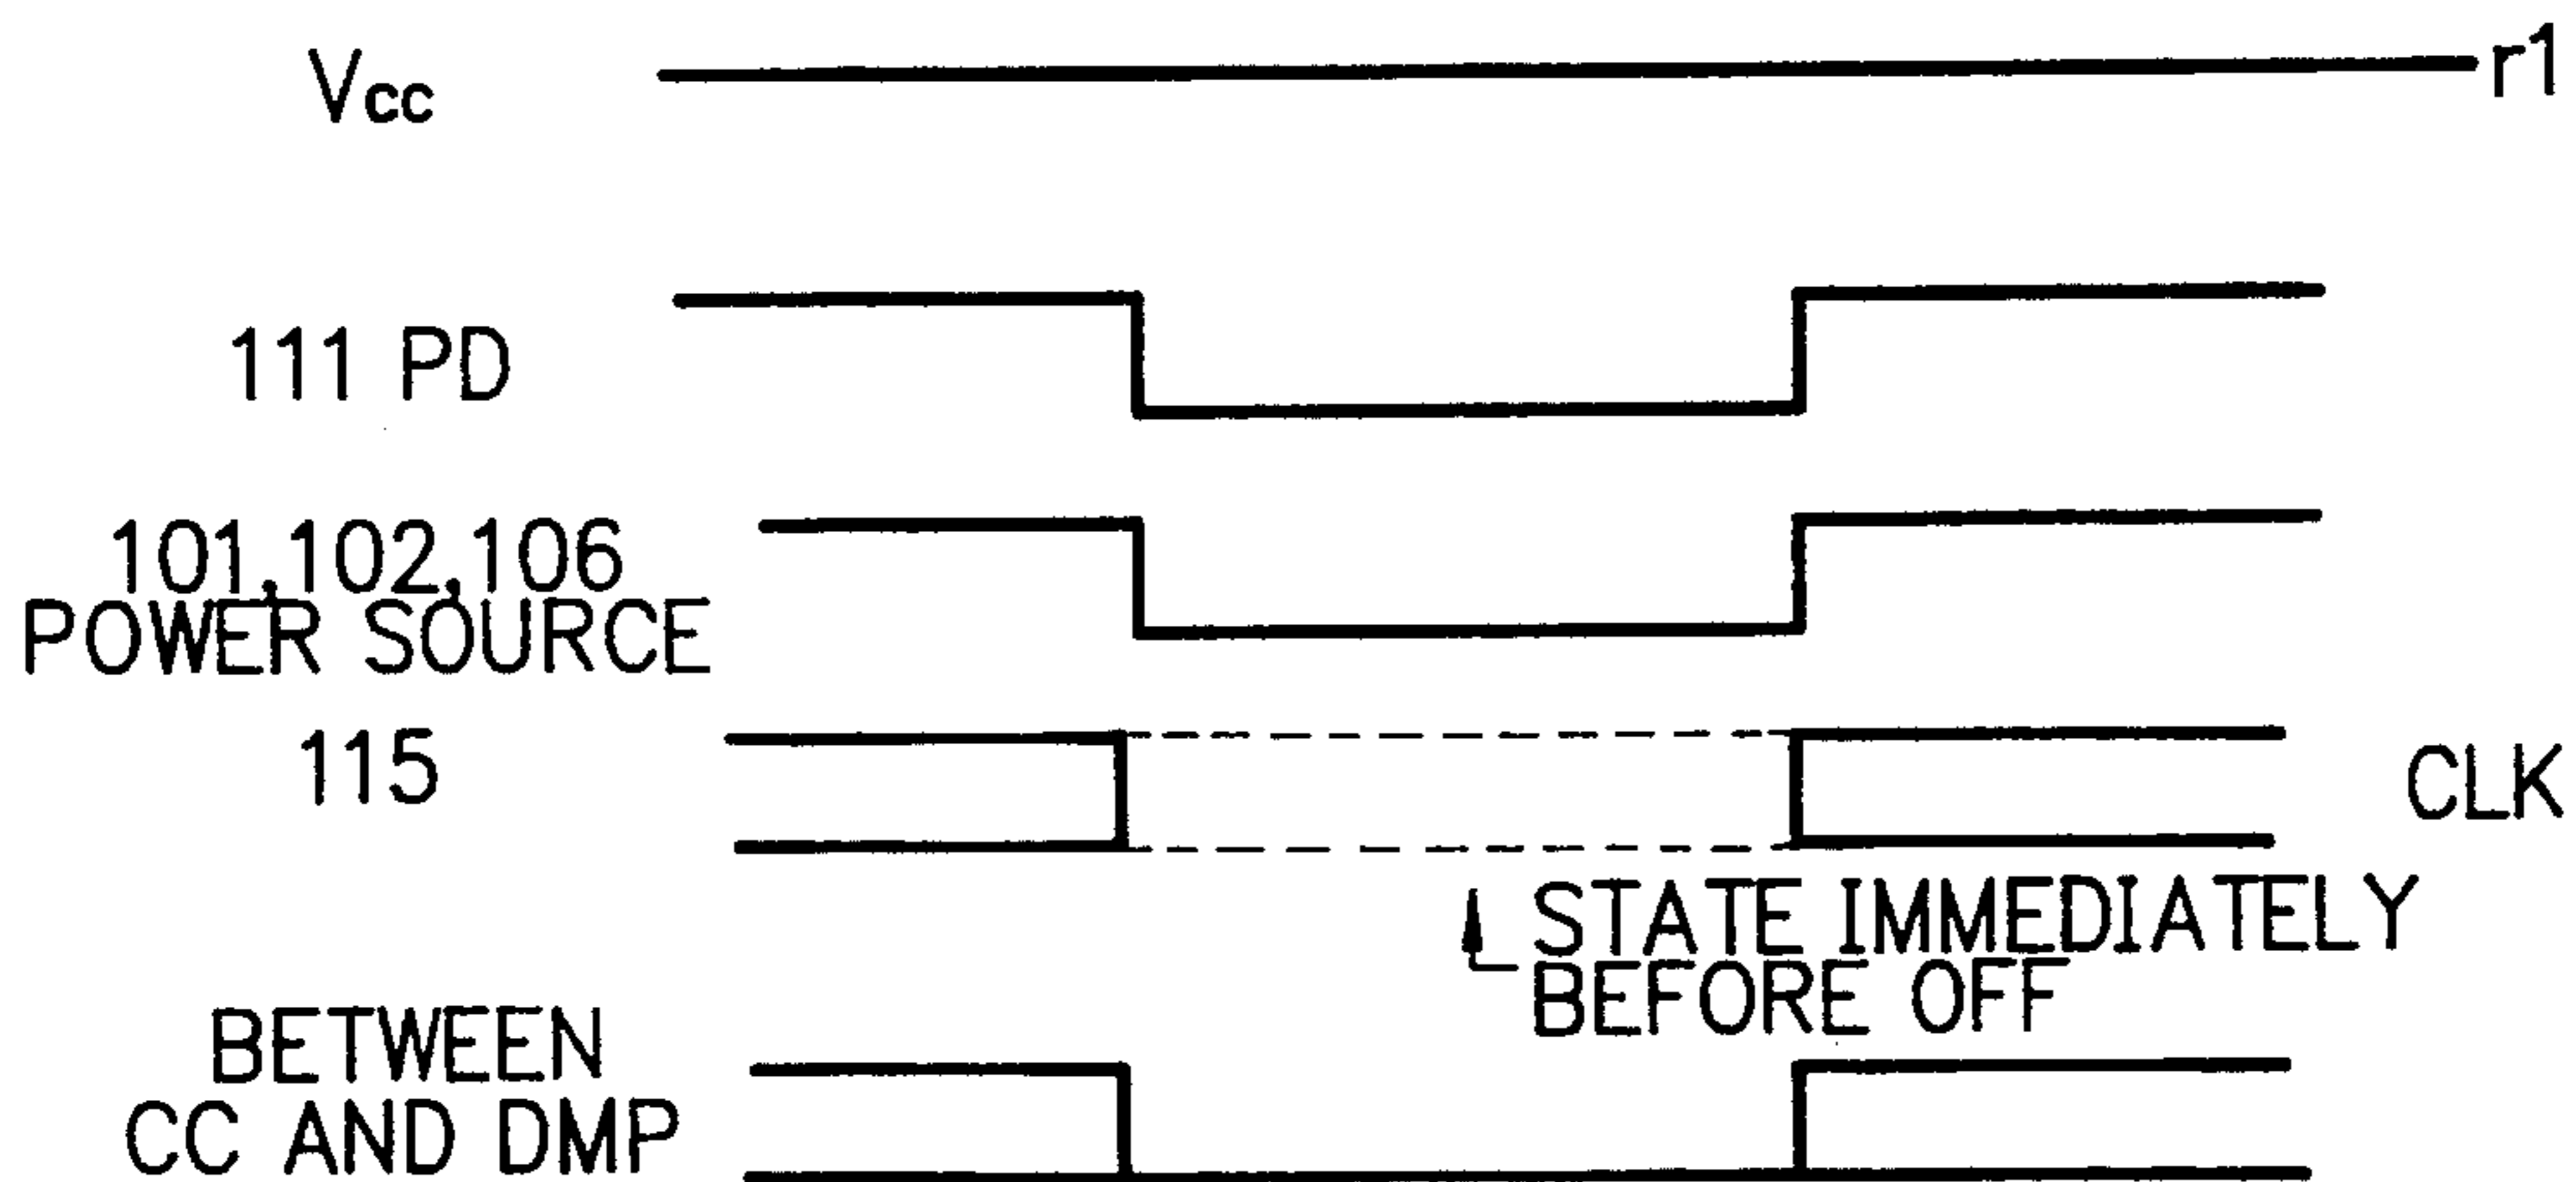 Vcc
r1
111 PD
101,102,106
POWER SOURCE
115
CLK
STATE IMMEDIATELY
BEFORE OFF
BETWEEN
CC AND DMP